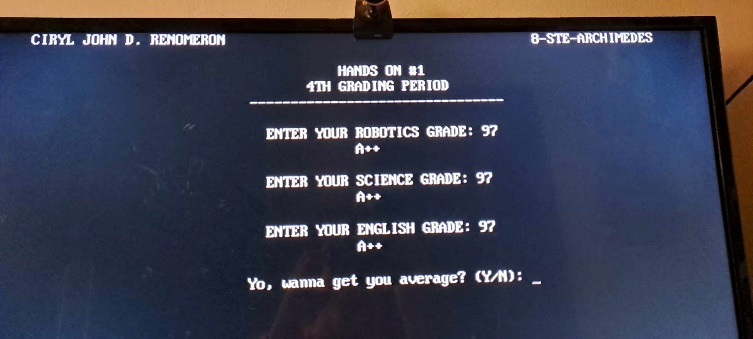 CIRYL JOHN D. RENOMERON
8-STE-ARCHIMEDES
HANDS ON #1
4TH GRADING PERIOD
--------------------------------
ENTER YOUR ROBOTICS GRADE: 97
A++
ENTER YOUR SCIENCE GRADE: 97
A++
ENTER YOUR ENGLISH GRADE: 97
A++
Yo, wanna get you average? (Y/N): _